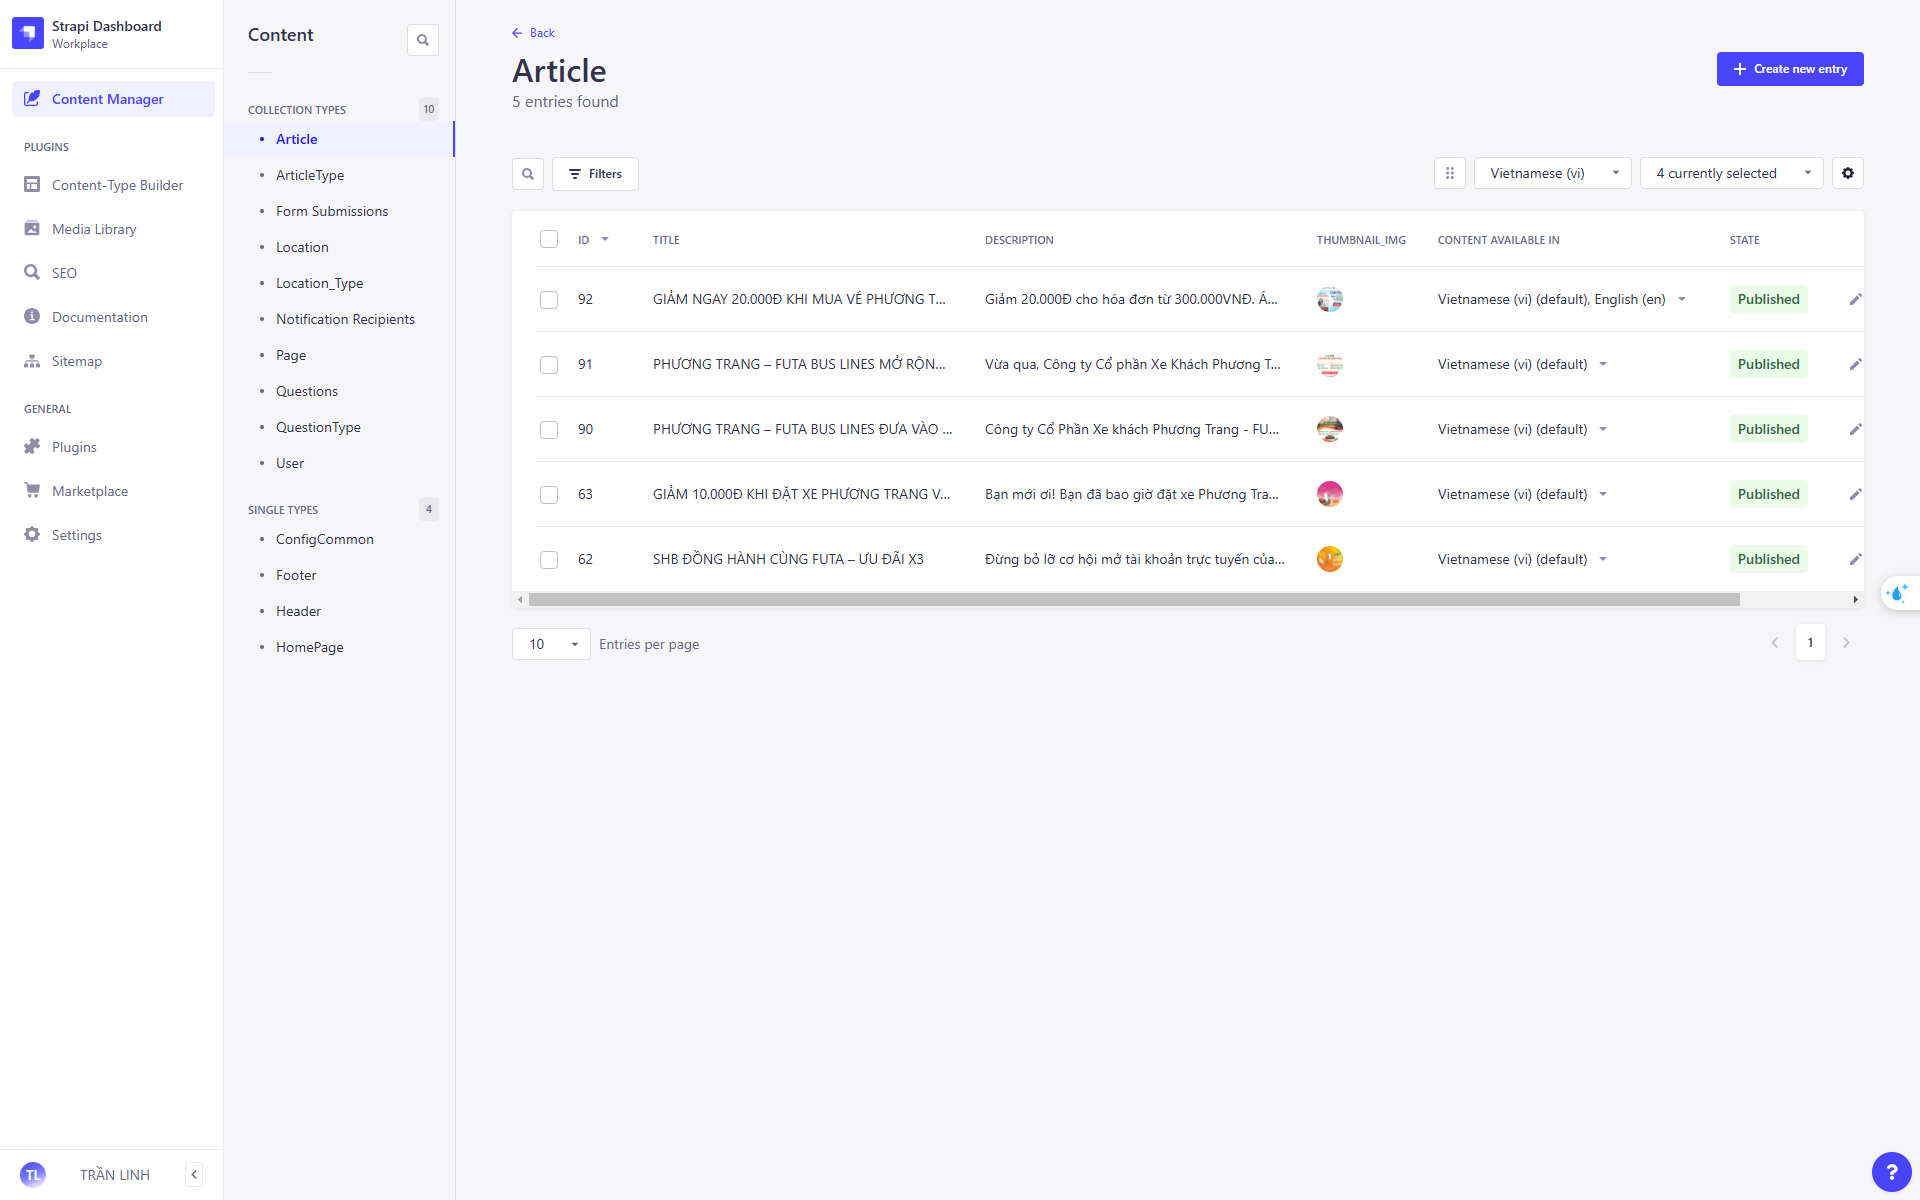 Strapi Dashboard
Workplace
Content Manager
PLUGINS
Content-Type Builder
Media Library
SEO
Documentation
Sitemap
GENERAL
Plugins
Marketplace
Settings
TL
TRẦN LINH
Content
COLLECTION TYPES
10
Article
ArticleType
Form Submissions
Location
Location_Type
Notification Recipients
Page
Questions
QuestionType
User
SINGLE TYPES
4
ConfigCommon
Footer
Header
HomePage
Back
Article
5 entries found
Create new entry
Filters
Vietnamese (vi)
4 currently selected
ID TITLE DESCRIPTION THUMBNAIL_IMG CONTENT AVAILABLE IN STATE
92 GIẢM NGAY 20.000Đ KHI MUA VÉ PHƯƠNG T... Giảm 20.000Đ cho hóa đơn từ 300.000VNĐ. Á... Vietnamese (vi) (default), English (en) Published
91 PHƯƠNG TRANG – FUTA BUS LINES MỞ RỘN... Vừa qua, Công ty Cổ phần Xe Khách Phương T... Vietnamese (vi) (default) Published
90 PHƯƠNG TRANG – FUTA BUS LINES ĐƯA VÀO ... Công ty Cổ Phần Xe khách Phương Trang - FU... Vietnamese (vi) (default) Published
63 GIẢM 10.000Đ KHI ĐẶT XE PHƯƠNG TRANG V... Bạn mới ơi! Bạn đã bao giờ đặt xe Phương Tra... Vietnamese (vi) (default) Published
62 SHB ĐỒNG HÀNH CÙNG FUTA – ƯU ĐÃI X3 Đừng bỏ lỡ cơ hội mở tài khoản trực tuyến của... Vietnamese (vi) (default) Published
10 Entries per page
1
?